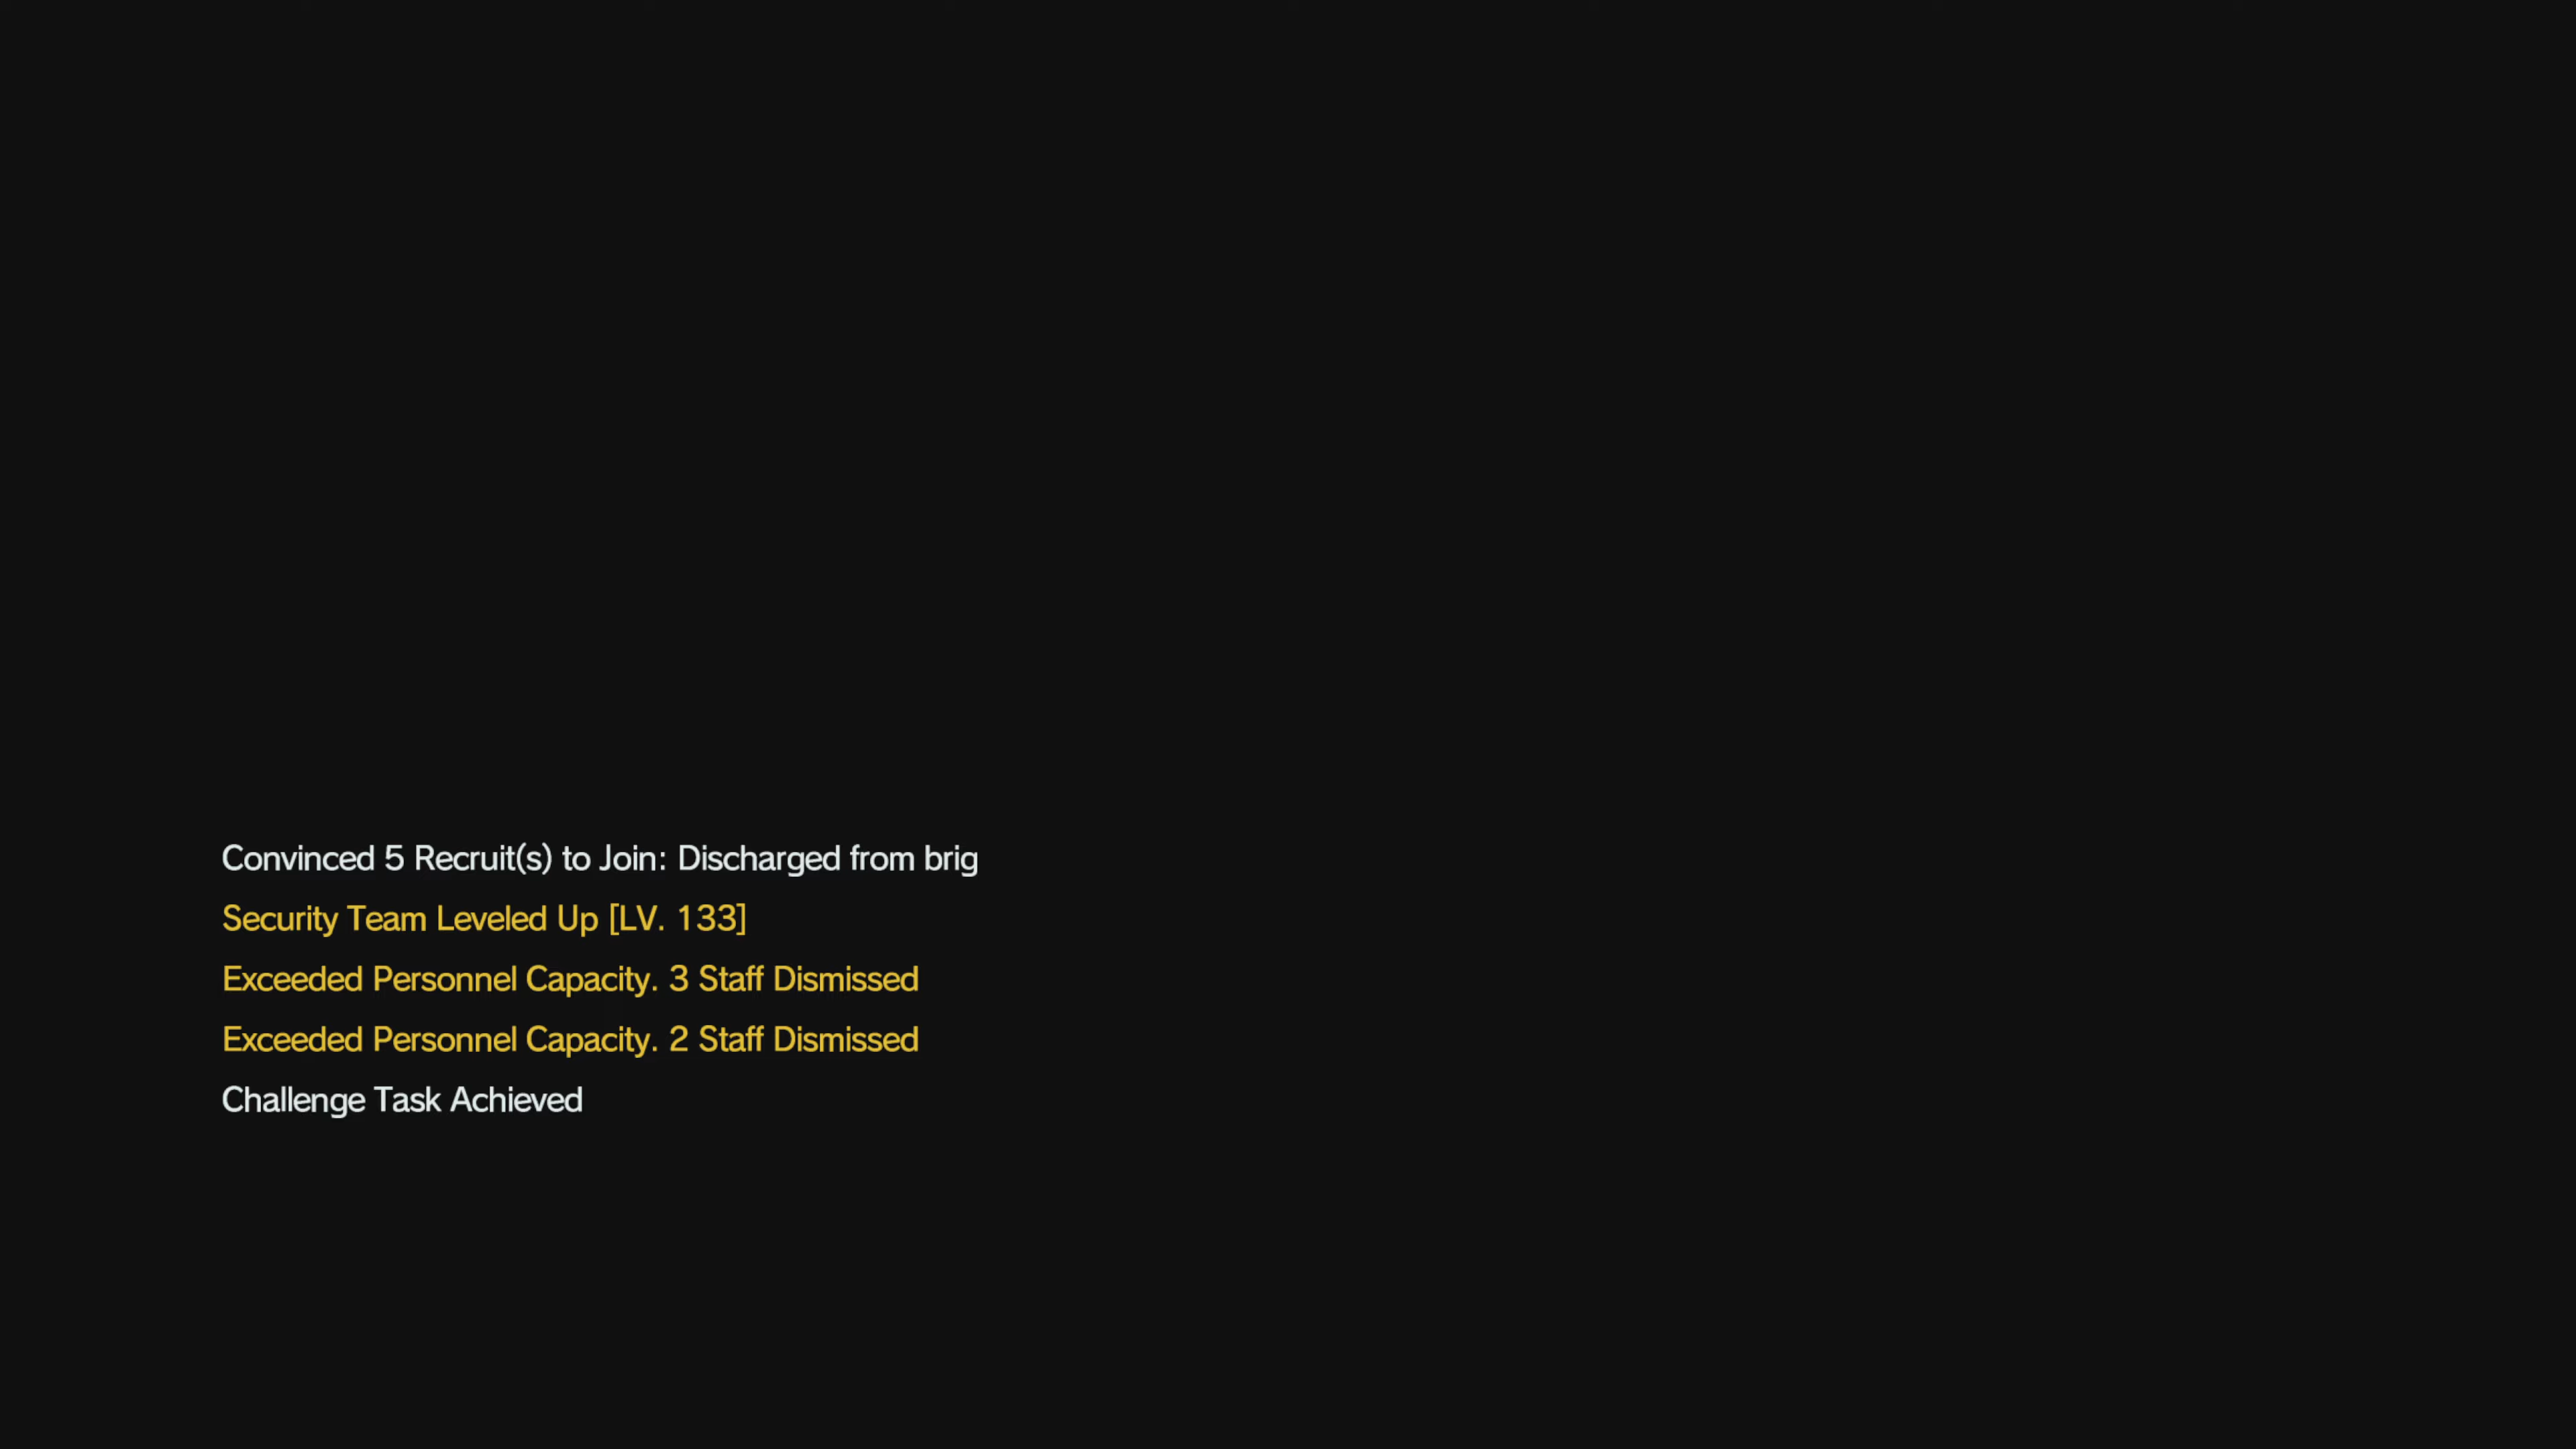 Convinced 5 Recruit(s) to Join: Discharged from brig
Security Team Leveled Up [LV. 133]
Exceeded Personnel Capacity. 3 Staff Dismissed
Exceeded Personnel Capacity. 2 Staff Dismissed
Challenge Task Achieved